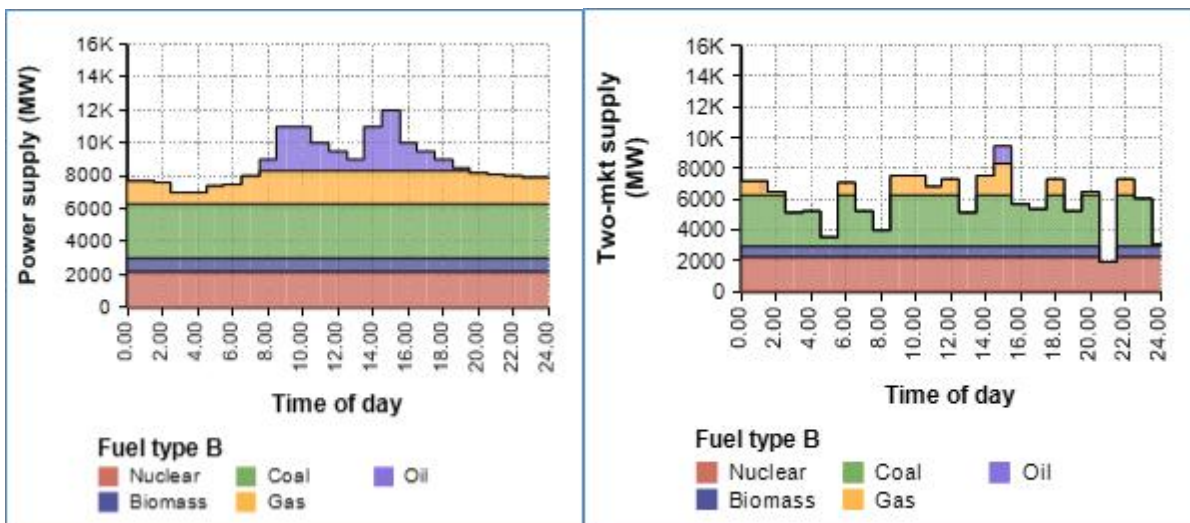 Power supply (MW)
16K
14K
12K
10K
8000
6000
4000
2000
0
0.00
2.00
4.00
6.00
8.00
10.00
12.00
14.00
16.00
18.00
20.00
22.00
24.00
Time of day
Fuel type B
Nuclear Coal Oil
Biomass Gas
Two-mkt supply
(MW)
16K
14K
12K
10K
8000
6000
4000
2000
0
0.00
2.00
4.00
6.00
8.00
10.00
12.00
14.00
16.00
18.00
20.00
22.00
24.00
Time of day
Fuel type B
Nuclear Coal Oil
Biomass Gas